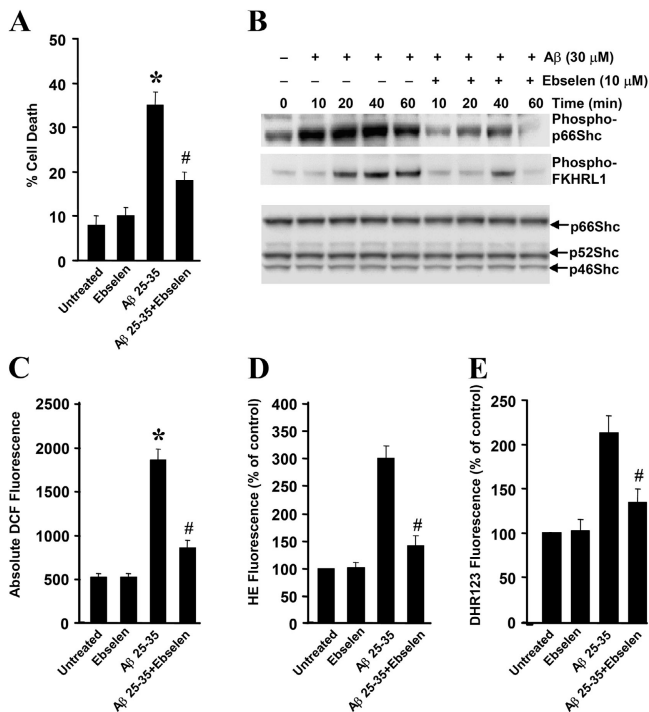 A
% Cell Death
50
40
30
20
10
0
*
#
Untreated
Ebselen
Aβ 25-35
Aβ 25-35+Ebselen
B
– + + + + + + + + Aβ (30 μM)
– – – – – + + + + Ebselen (10 μM)
0 10 20 40 60 10 20 40 60 Time (min)
Phospho-
p66Shc
Phospho-
FKHRL1
p66Shc
p52Shc
p46Shc
C
Absolute DCF Fluorescence
2500
2000
1500
1000
500
0
*
#
Untreated
Ebselen
Aβ 25-35
Aβ 25-35+Ebselen
D
HE Fluorescence (% of control)
400
350
300
250
200
150
100
50
0
#
Untreated
Ebselen
Aβ 25-35
Aβ 25-35+Ebselen
E
DHR123 Fluorescence (% of control)
250
200
150
100
50
0
#
Untreated
Ebselen
Aβ 25-35
Aβ 25-35+Ebselen